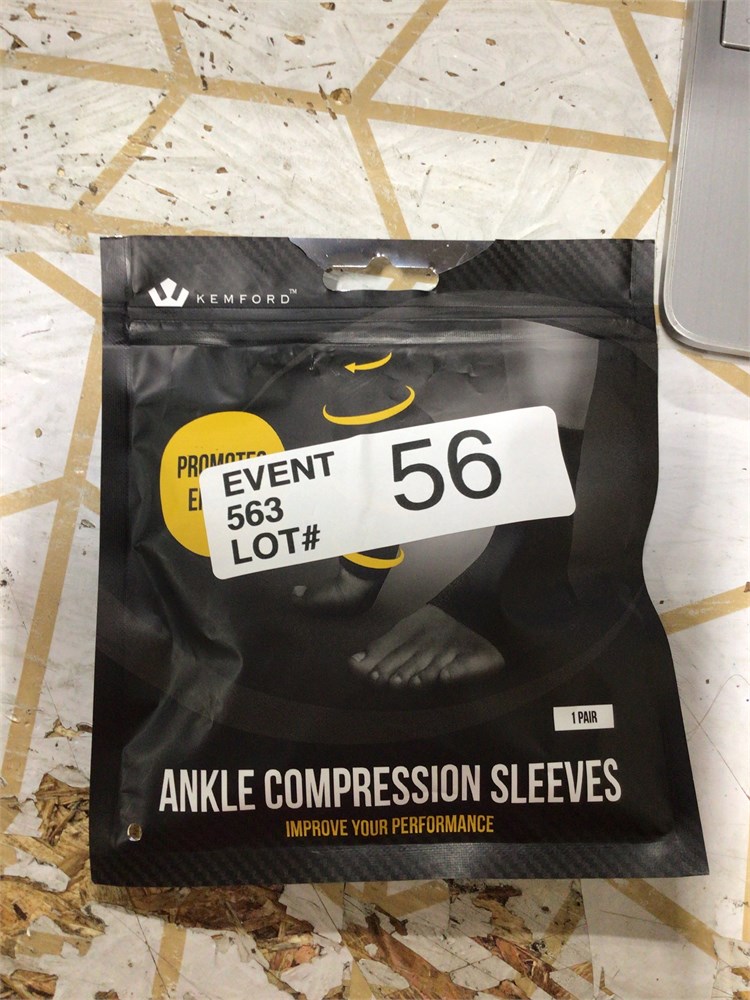 KEMFORD™
PROMOTES
EVENT
563
LOT#
56
1 PAIR
ANKLE COMPRESSION SLEEVES
IMPROVE YOUR PERFORMANCE